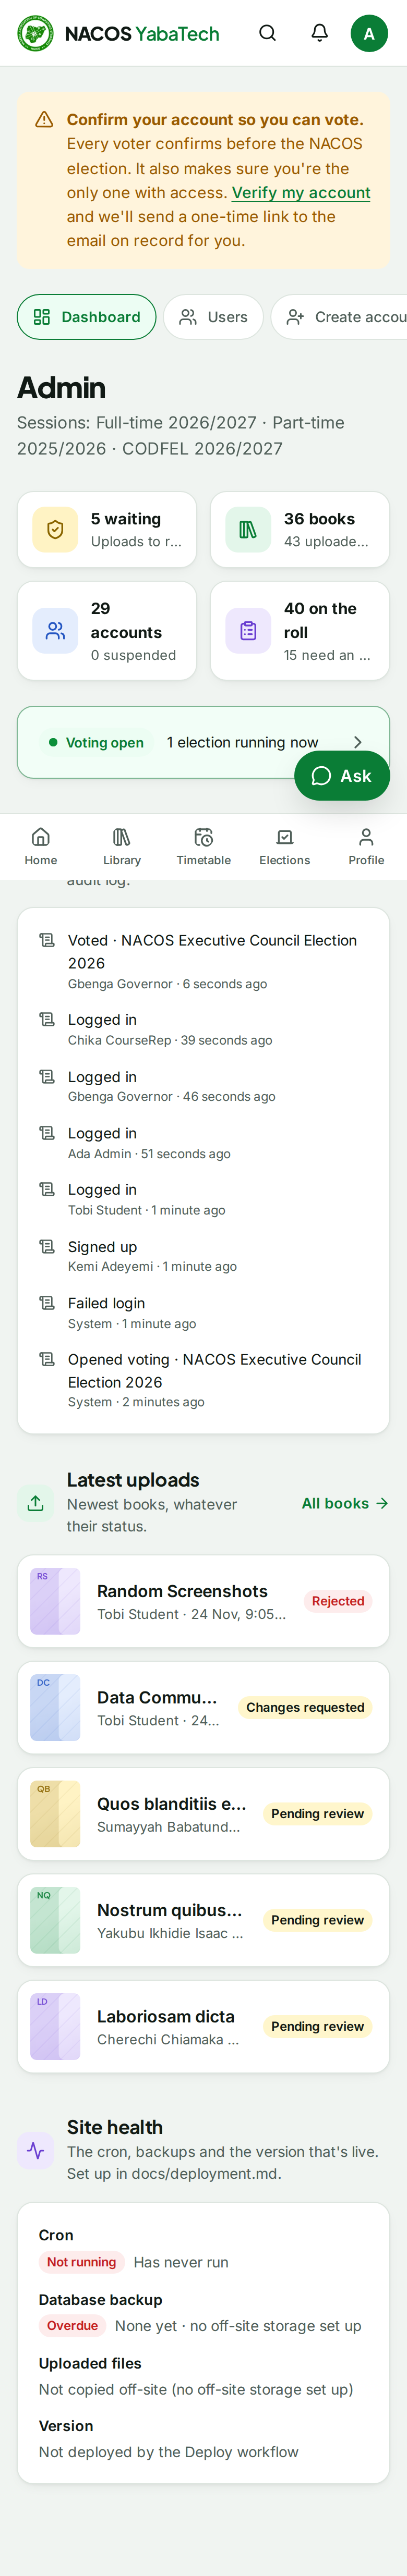 NACOS YabaTech
A
Confirm your account so you can vote.
Every voter confirms before the NACOS
election. It also makes sure you're the
only one with access. Verify my account
and we'll send a one-time link to the
email on record for you.
Dashboard
Users
Create accou
Admin
Sessions: Full-time 2026/2027 · Part-time
2025/2026 · CODFEL 2026/2027
5 waiting
Uploads to r...
36 books
43 uploade...
29
accounts
0 suspended
40 on the
roll
15 need an ...
Voting open
1 election running now
Ask
Home
Library
Timetable
Elections
Profile
audit log.
Voted · NACOS Executive Council Election
2026
Gbenga Governor · 6 seconds ago
Logged in
Chika CourseRep · 39 seconds ago
Logged in
Gbenga Governor · 46 seconds ago
Logged in
Ada Admin · 51 seconds ago
Logged in
Tobi Student · 1 minute ago
Signed up
Kemi Adeyemi · 1 minute ago
Failed login
System · 1 minute ago
Opened voting · NACOS Executive Council
Election 2026
System · 2 minutes ago
Latest uploads
Newest books, whatever
their status.
All books →
RS
Random Screenshots
Tobi Student · 24 Nov, 9:05...
Rejected
DC
Data Commu...
Tobi Student · 24...
Changes requested
QB
Quos blanditiis e...
Sumayyah Babatund...
Pending review
NQ
Nostrum quibus...
Yakubu Ikhidie Isaac ...
Pending review
LD
Laboriosam dicta
Cherechi Chiamaka ...
Pending review
Site health
The cron, backups and the version that's live.
Set up in docs/deployment.md.
Cron
Not running
Has never run
Database backup
Overdue
None yet · no off-site storage set up
Uploaded files
Not copied off-site (no off-site storage set up)
Version
Not deployed by the Deploy workflow